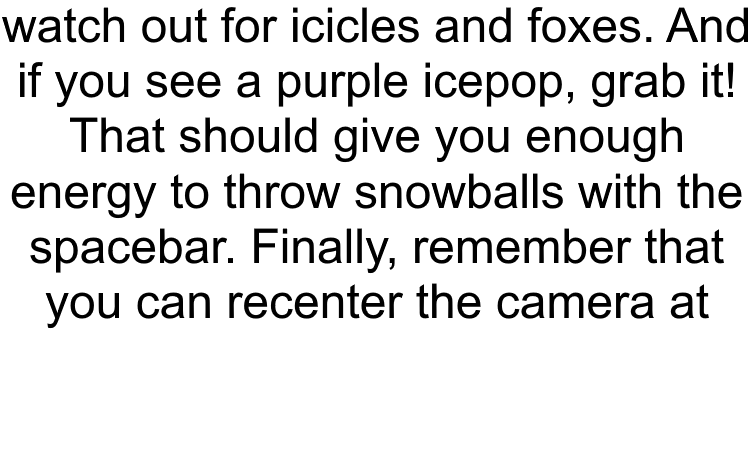 watch out for icicles and foxes. And
if you see a purple icepop, grab it!
That should give you enough
energy to throw snowballs with the
spacebar. Finally, remember that
you can recenter the camera at